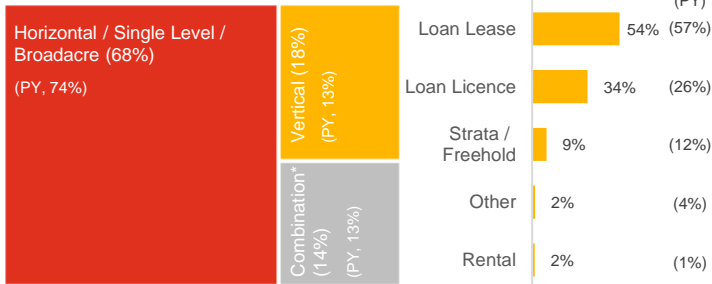 Horizontal / Single Level /
Broadacre (68%)
(PY, 74%)
Vertical (18%)
(PY, 13%)
Combination*
(14%)
(PY, 13%)
(PY)
Loan Lease 54% (57%)
Loan Licence 34% (26%)
Strata /
Freehold 9% (12%)
Other 2% (4%)
Rental 2% (1%)